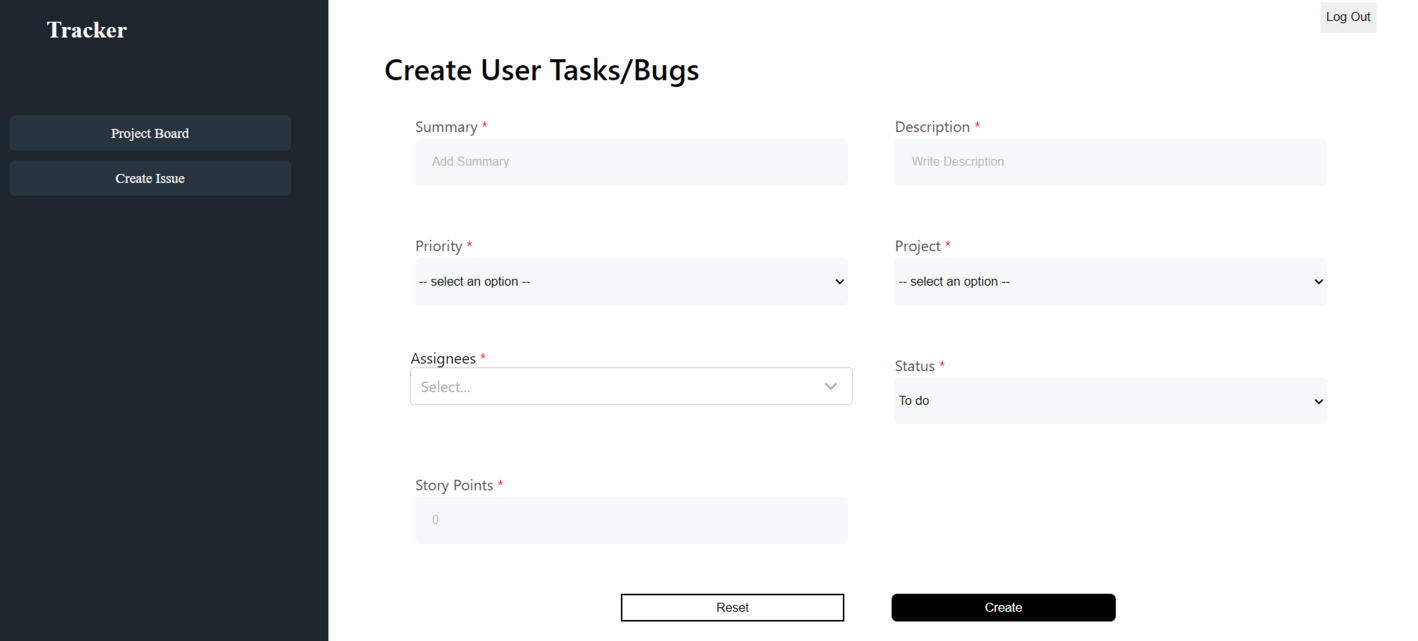 Tracker
Log Out
Project Board
Create Issue
Create User Tasks/Bugs
Summary *
Add Summary
Description *
Write Description
Priority *
-- select an option --
Project *
-- select an option --
Assignees *
Select...
Status *
To do
Story Points *
0
Reset
Create